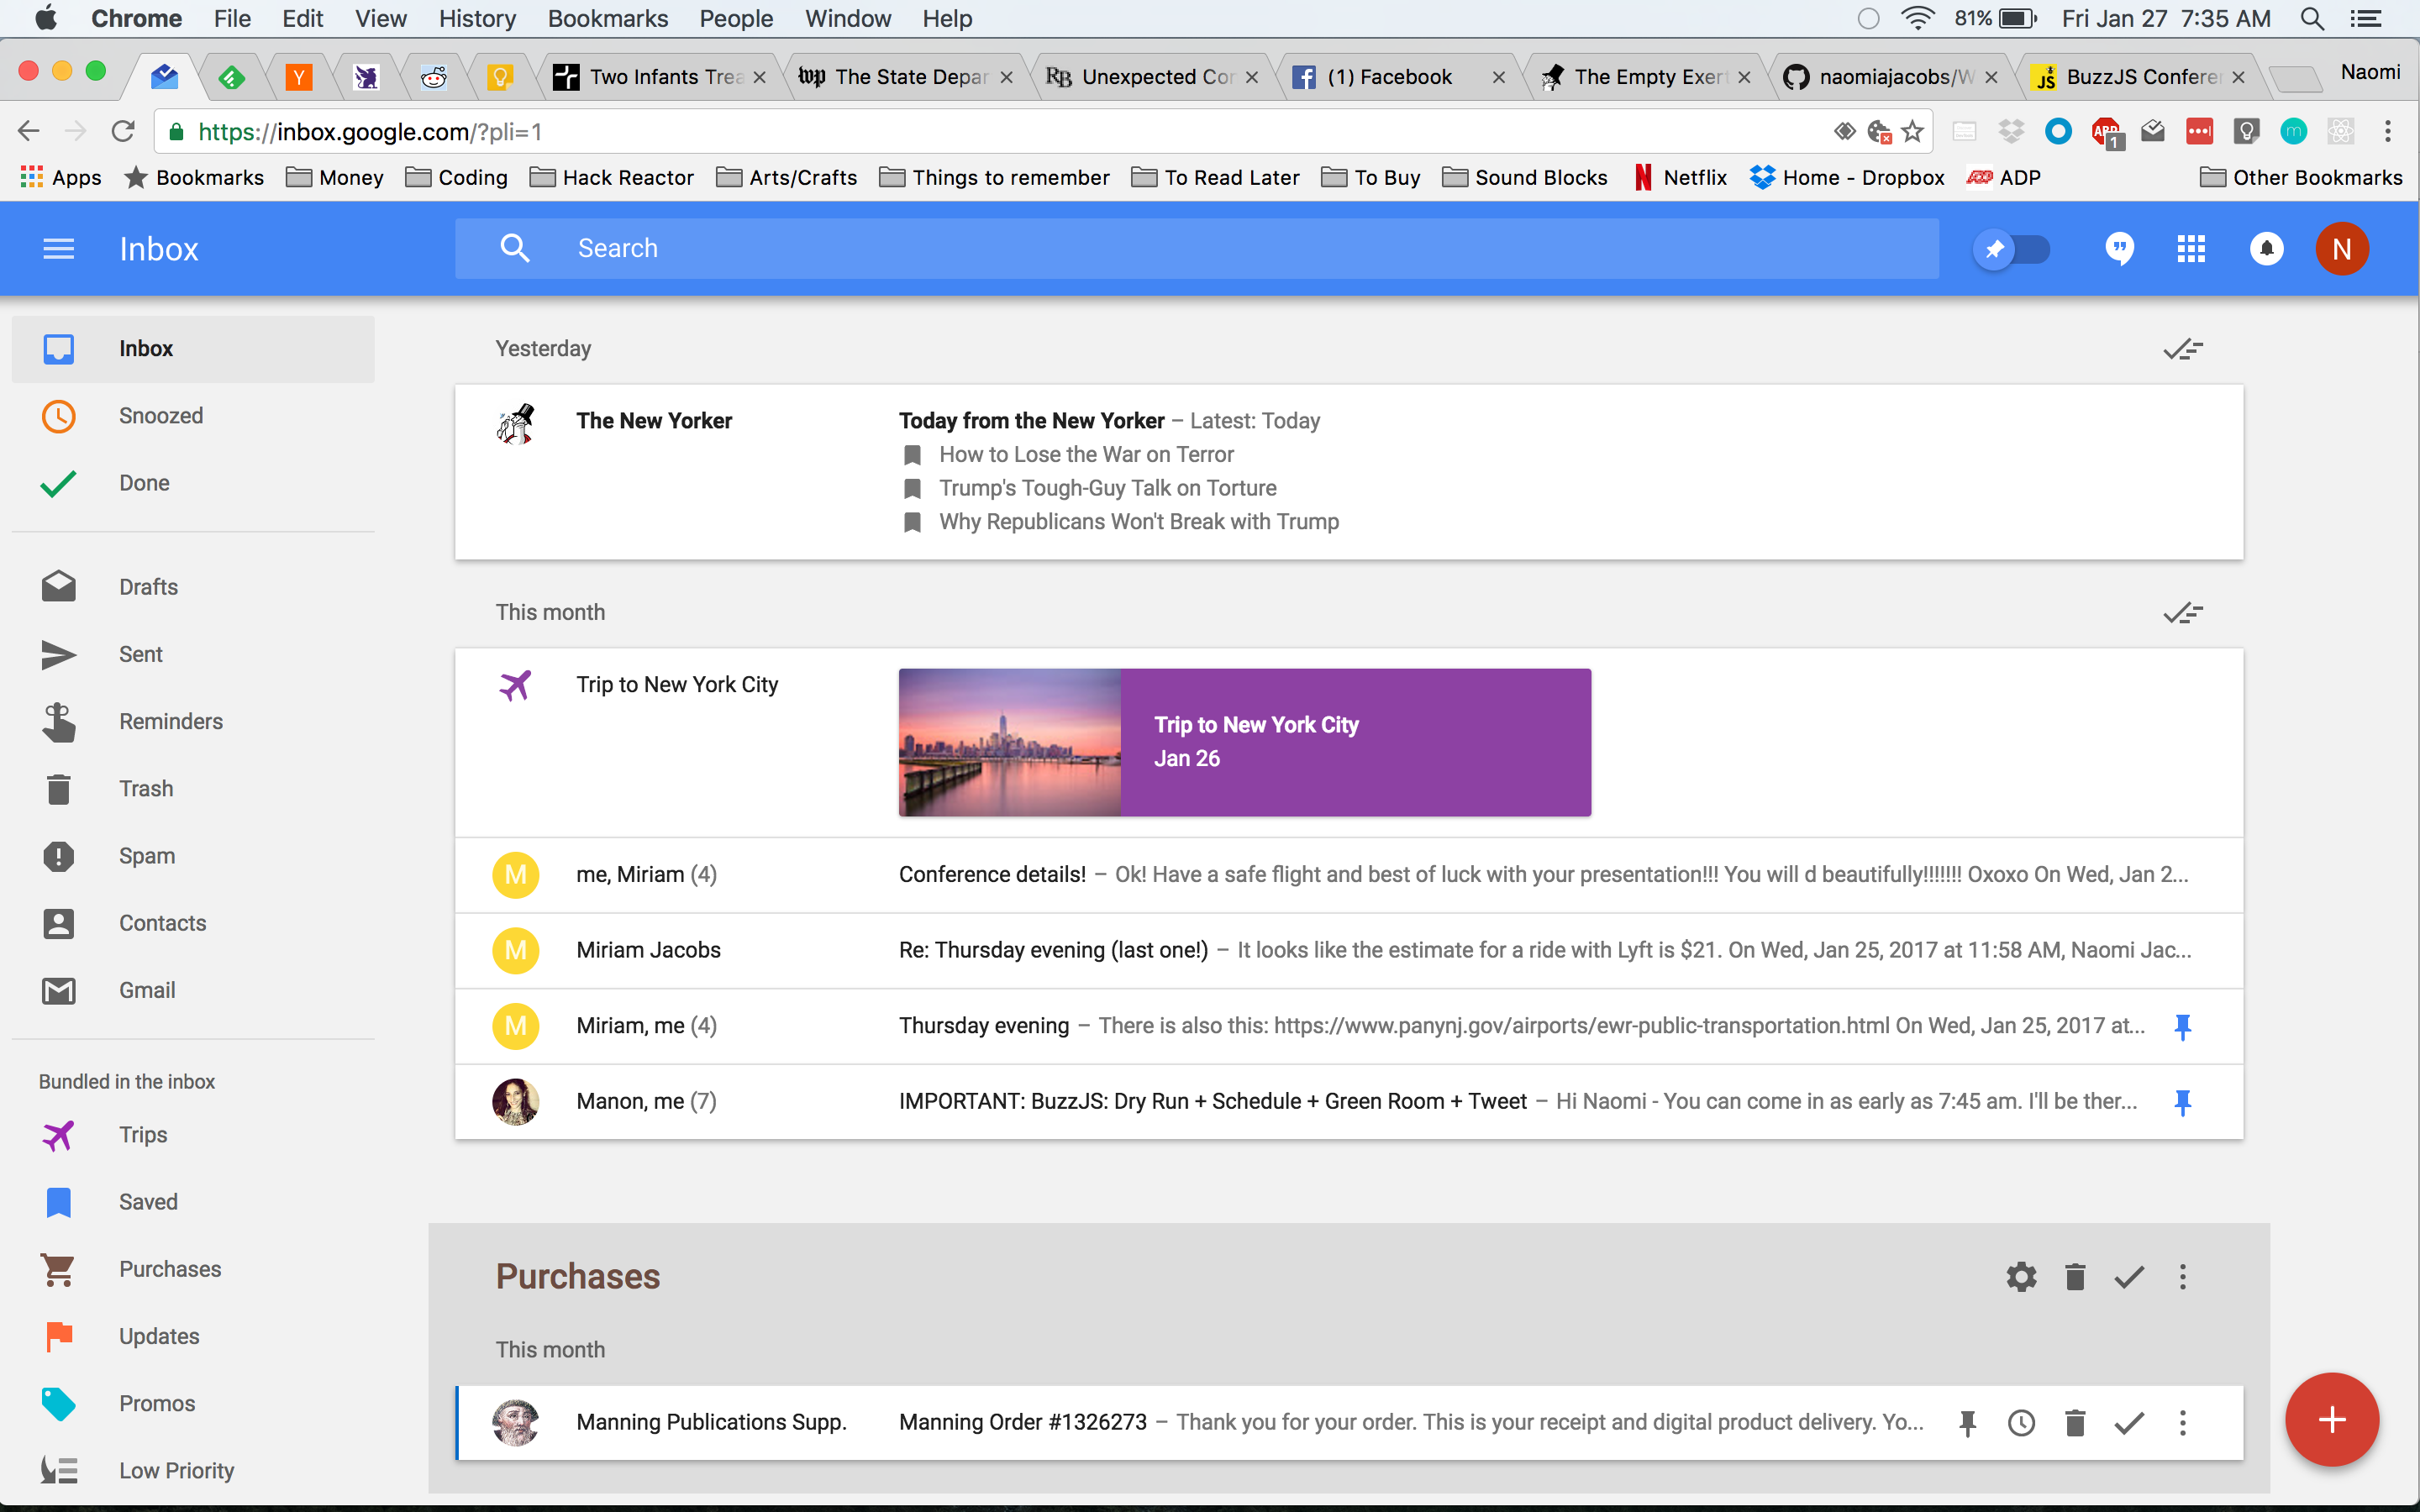 Chrome File Edit View History Bookmarks People Window Help 81% Fri Jan 27 7:35 AM
Y Two Infants Trea wp The State Depar RB Unexpected Cor (1) Facebook The Empty Exert naomiajacobs/W JS BuzzJS Conferer Naomi
https://inbox.google.com/?pli=1 ABP 1 m
Apps Bookmarks Money Coding Hack Reactor Arts/Crafts Things to remember To Read Later To Buy Sound Blocks Netflix Home - Dropbox ADP Other Bookmarks
Inbox Search N
Inbox
Snoozed
Done
Drafts
Sent
Reminders
Trash
Spam
Contacts
Gmail
Bundled in the inbox
Trips
Saved
Purchases
Updates
Promos
Low Priority
Yesterday
The New Yorker Today from the New Yorker – Latest: Today
How to Lose the War on Terror
Trump's Tough-Guy Talk on Torture
Why Republicans Won't Break with Trump
This month
Trip to New York City
Trip to New York City
Jan 26
M me, Miriam (4) Conference details! – Ok! Have a safe flight and best of luck with your presentation!!! You will d beautifully!!!!!!! Oxoxo On Wed, Jan 2...
M Miriam Jacobs Re: Thursday evening (last one!) – It looks like the estimate for a ride with Lyft is $21. On Wed, Jan 25, 2017 at 11:58 AM, Naomi Jac...
M Miriam, me (4) Thursday evening – There is also this: https://www.panynj.gov/airports/ewr-public-transportation.html On Wed, Jan 25, 2017 at...
Manon, me (7) IMPORTANT: BuzzJS: Dry Run + Schedule + Green Room + Tweet – Hi Naomi - You can come in as early as 7:45 am. I'll be ther...
Purchases
This month
Manning Publications Supp. Manning Order #1326273 – Thank you for your order. This is your receipt and digital product delivery. Yo...